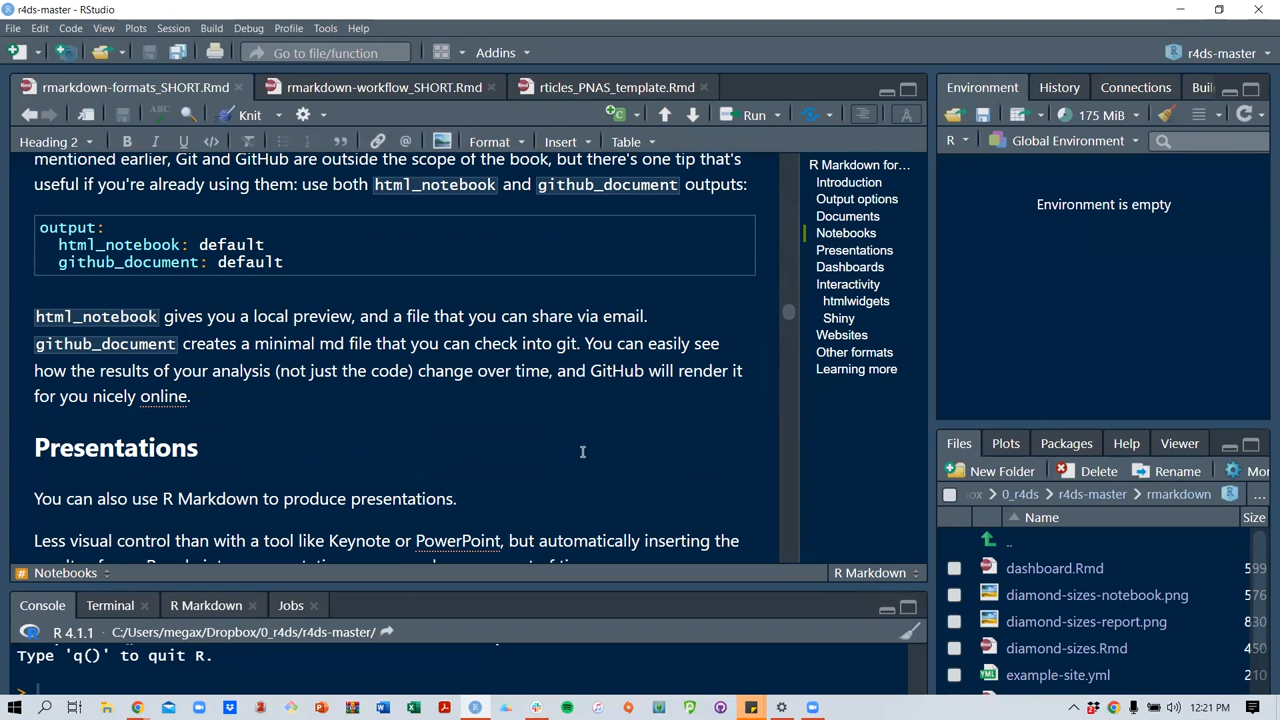 r4ds-master - RStudio
File Edit Code View Plots Session Build Debug Profile Tools Help
Go to file/function Addins r4ds-master
rmarkdown-formats_SHORT.Rmd rmarkdown-workflow_SHORT.Rmd rticles_PNAS_template.Rmd
ABC Knit Run
Heading 2 B I U Format Insert Table
mentioned earlier, Git and GitHub are outside the scope of the book, but there's one tip that's
useful if you're already using them: use both html_notebook and github_document outputs:
output:
html_notebook: default
github_document: default
html_notebook gives you a local preview, and a file that you can share via email.
github_document creates a minimal md file that you can check into git. You can easily see
how the results of your analysis (not just the code) change over time, and GitHub will render it
for you nicely online.
Presentations
You can also use R Markdown to produce presentations.
Less visual control than with a tool like Keynote or PowerPoint, but automatically inserting the
# Notebooks R Markdown
R Markdown for...
Introduction
Output options
Documents
Notebooks
Presentations
Dashboards
Interactivity
htmlwidgets
Shiny
Websites
Other formats
Learning more
Console Terminal R Markdown Jobs
R 4.1.1 C:/Users/megax/Dropbox/0_r4ds/r4ds-master/
Type 'q()' to quit R.
>
Environment History Connections Buil
175 MiB
R Global Environment
Environment is empty
Files Plots Packages Help Viewer
New Folder Delete Rename Mor
0_r4ds r4ds-master rmarkdown ...
Name Size
..
dashboard.Rmd 599
diamond-sizes-notebook.png 576
diamond-sizes-report.png 830
diamond-sizes.Rmd 450
example-site.yml 210
12:21 PM